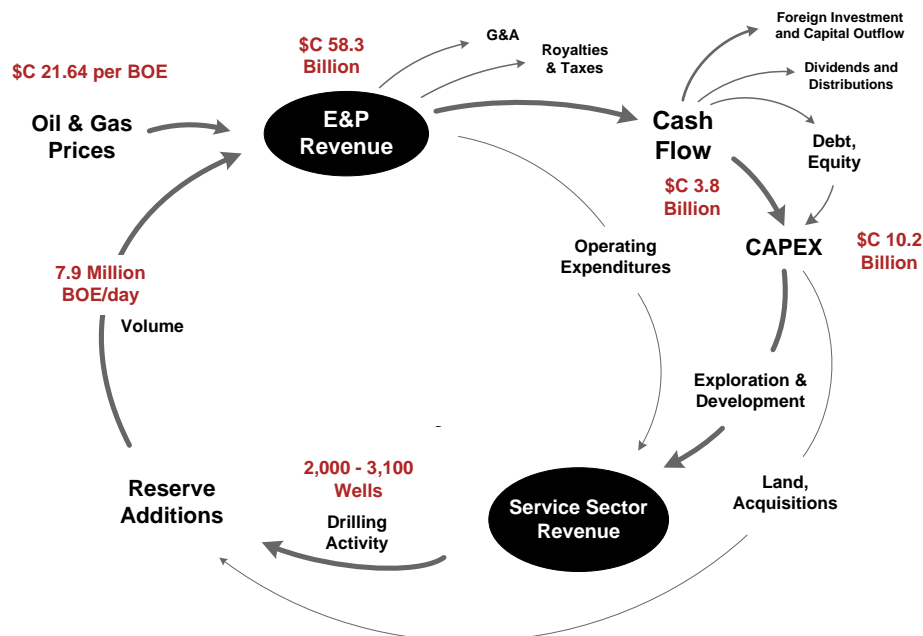 Foreign Investment
and Capital Outflow
G&A
$C 58.3
Billion
Royalties
& Taxes
$C 21.64 per BOE
Dividends and
Distributions
Oil & Gas
Prices
E&P
Revenue
Cash
Flow
Debt,
Equity
$C 3.8
Billion
CAPEX
$C 10.2
Billion
Operating
Expenditures
7.9 Million
BOE/day
Volume
Exploration &
Development
2,000 - 3,100
Wells
Reserve
Additions
Drilling
Activity
Service Sector
Revenue
Land,
Acquisitions